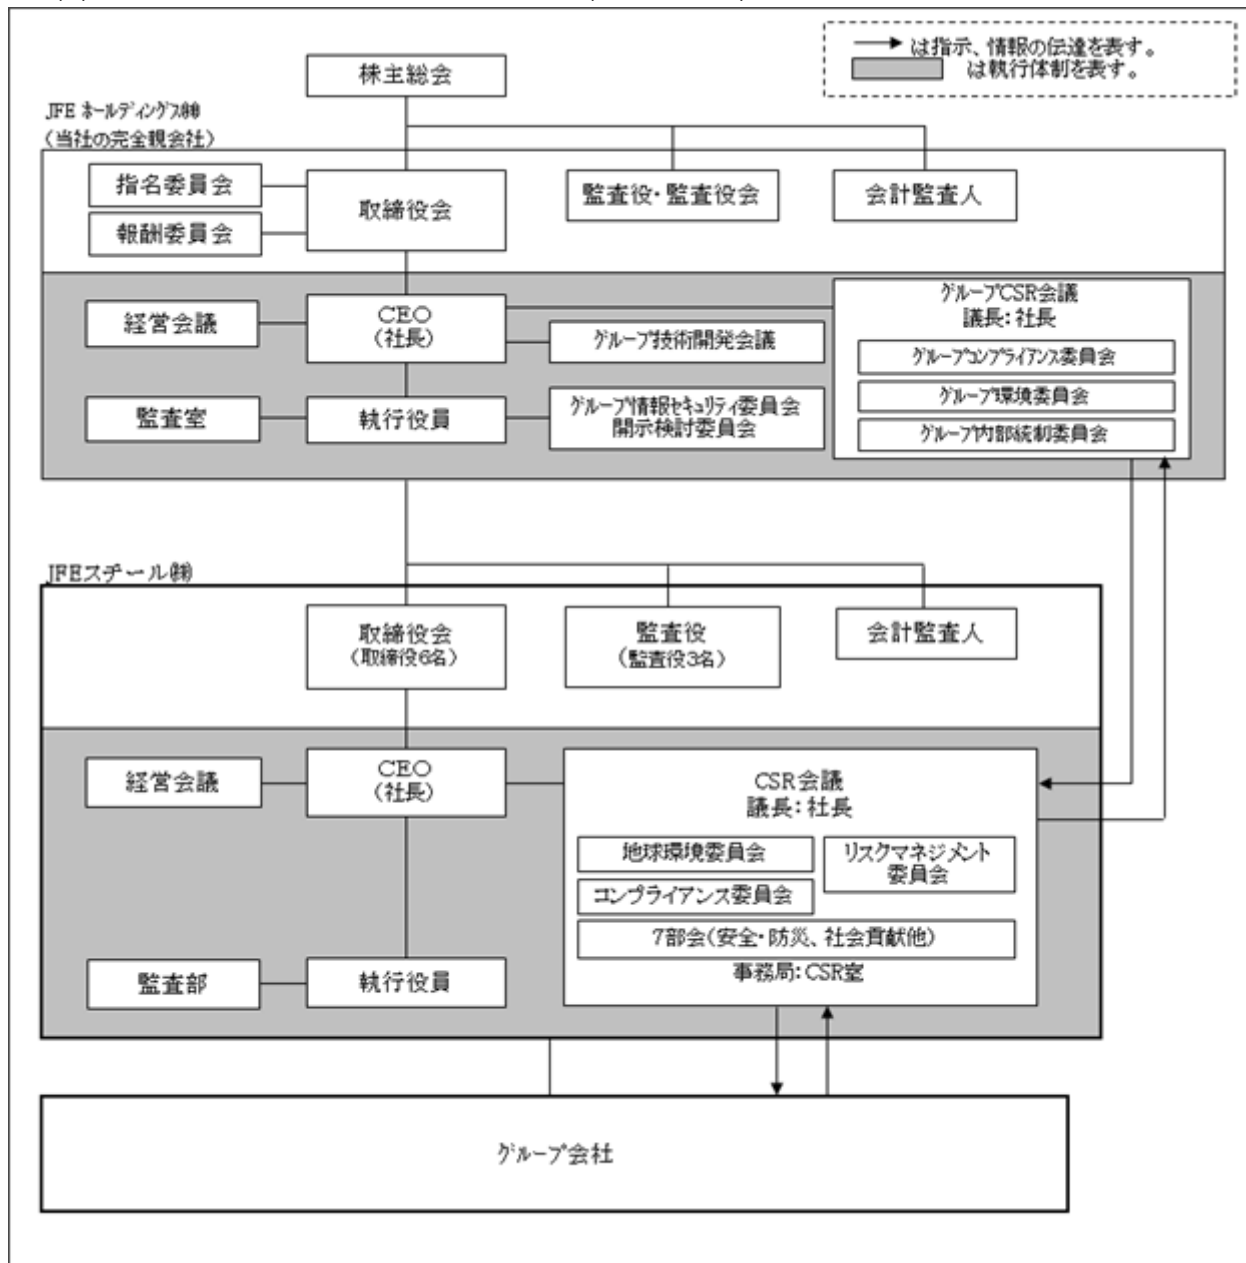 → は指示、情報の伝達を表す。
は執行体制を表す。
株主総会
JFE ホールディングス㈱
（当社の完全親会社）
指名委員会
報酬委員会
取締役会
監査役・監査役会
会計監査人
経営会議
CEO
（社長）
グループ技術開発会議
グループCSR会議
議長：社長
グループコンプライアンス委員会
グループ環境委員会
グループ内部統制委員会
監査室
執行役員
グループ情報セキュリティ委員会
開示検討委員会
JFEスチール㈱
取締役会
（取締役6名）
監査役
（監査役3名）
会計監査人
経営会議
CEO
（社長）
CSR会議
議長：社長
地球環境委員会
リスクマネジメント
委員会
コンプライアンス委員会
7部会（安全・防災、社会貢献他）
事務局：CSR室
監査部
執行役員
グループ会社